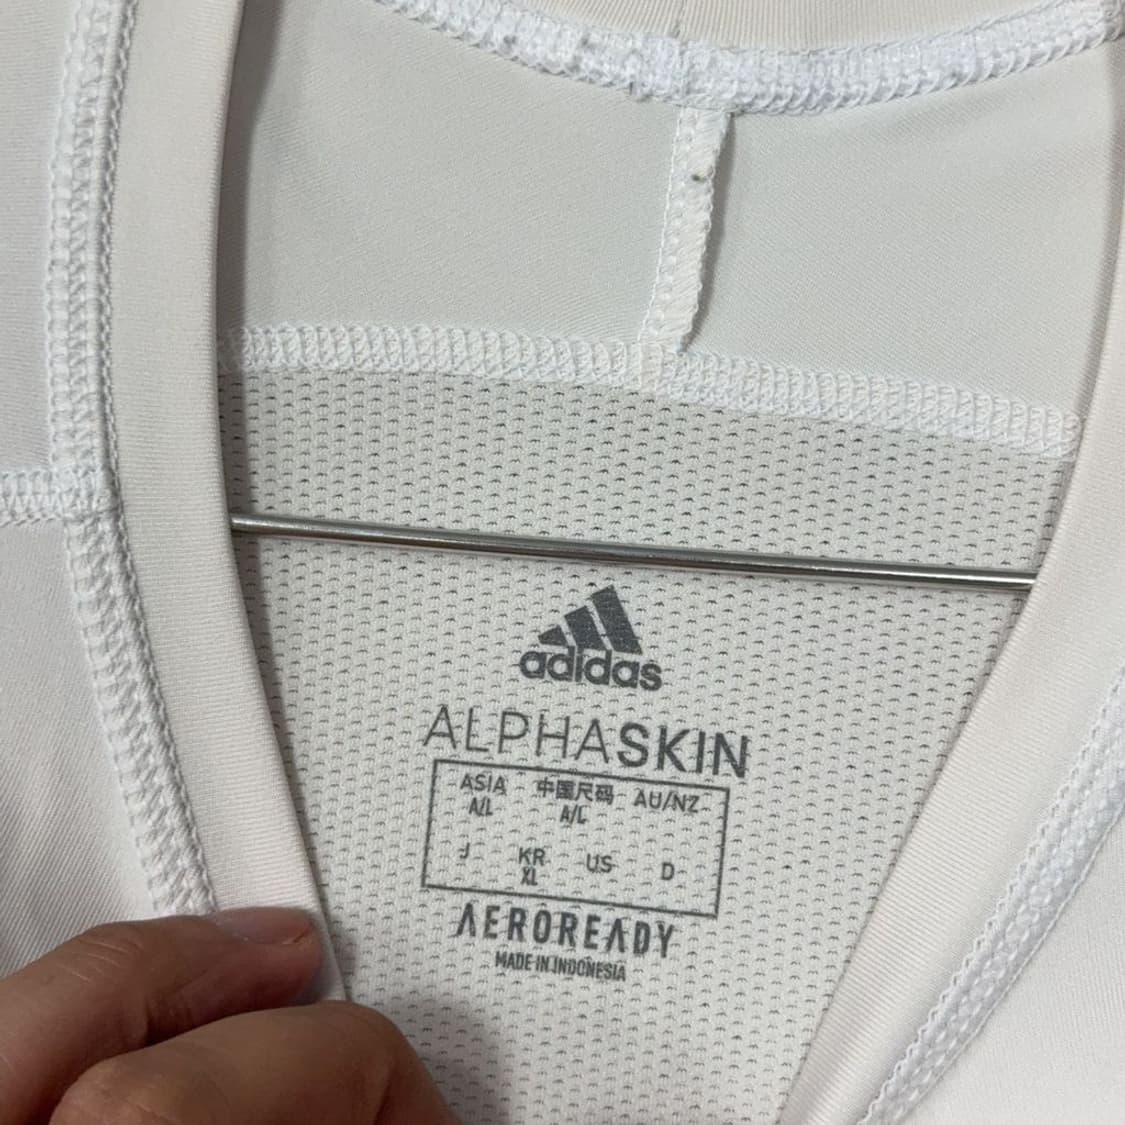 adidas
ALPHASKIN
ASIA 中国尺码 AU/NZ
A/L A/L
J KR US D
XL
AEROREADY
MADE IN INDONESIA